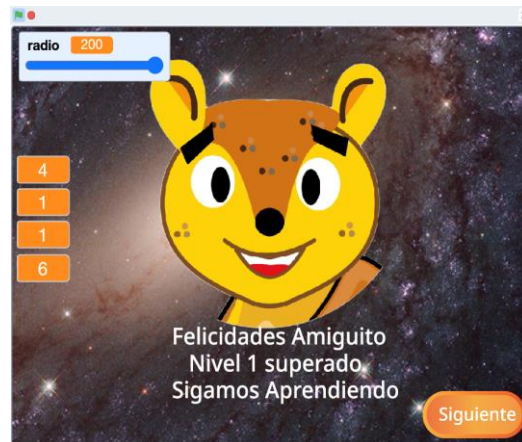 radio 200
4
1
1
6
Felicidades Amiguito
Nivel 1 superado
Sigamos Aprendiendo
Siguiente